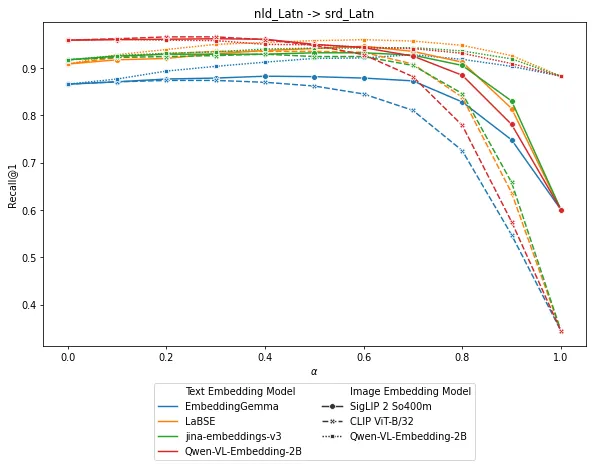 nld_Latn -> srd_Latn
Recall@1
0.9
0.8
0.7
0.6
0.5
0.4
0.0 0.2 0.4 0.6 0.8 1.0
α
Text Embedding Model Image Embedding Model
EmbeddingGemma SigLIP 2 So400m
LaBSE CLIP ViT-B/32
jina-embeddings-v3 Qwen-VL-Embedding-2B
Qwen-VL-Embedding-2B